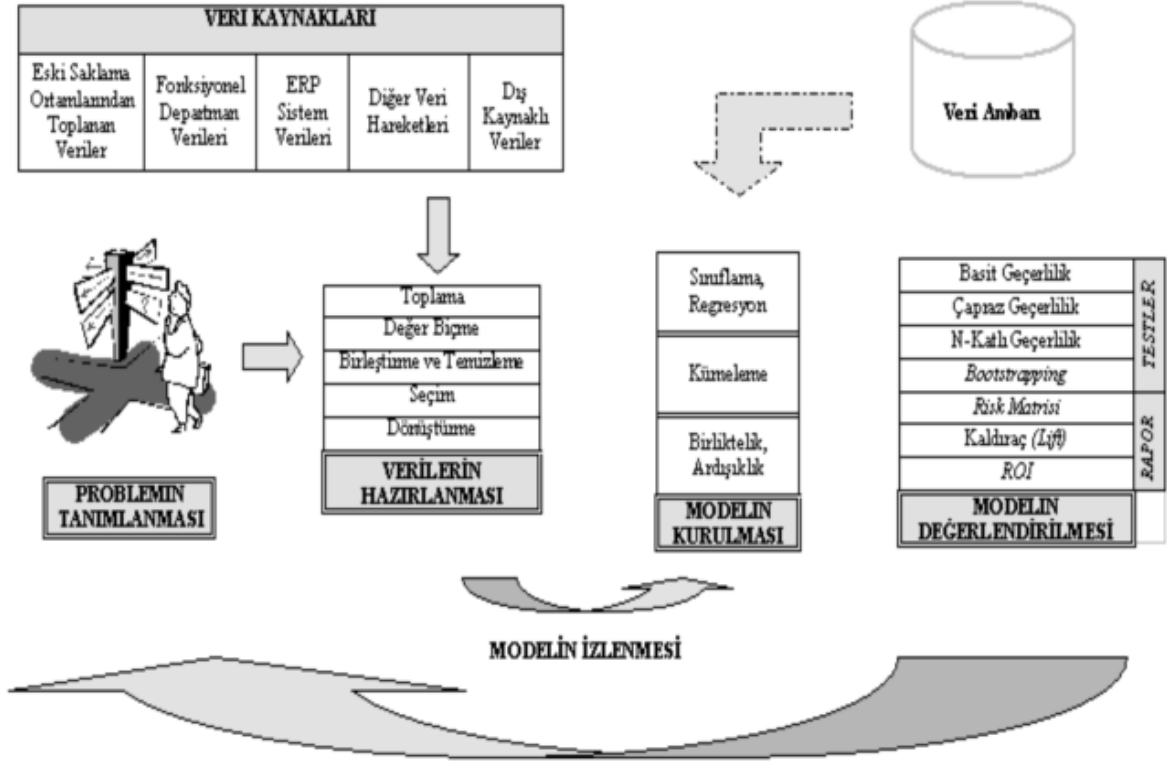 VERI KAYNAKLARI
Eski Saklama
Ortamlarından
Toplanan
Veriler
Fonksiyonel
Departman
Verileri
ERP
Sistem
Verileri
Diğer Veri
Hareketleri
Dış
Kaynaklı
Veriler
Veri Ambarı
Toplama
Değer Biçme
Birleştirme ve Temizleme
Seçim
Dönüştürme
VERİLERİN
HAZIRLANMASI
PROBLEMIN
TANIMLANMASI
Sınıflama,
Regresyon
Kümeleme
Birliktelik,
Ardışıklık
MODELIN
KURULMASI
Basit Geçerlilik
Çapraz Geçerlilik
N-Katlı Geçerlilik
Bootstrapping
Risk Matrisi
Kaldıraç (Lift)
ROI
TESTLER
RAPOR
MODELIN
DEĞERLENDİRİLMESİ
MODELİN İZLENMESİ